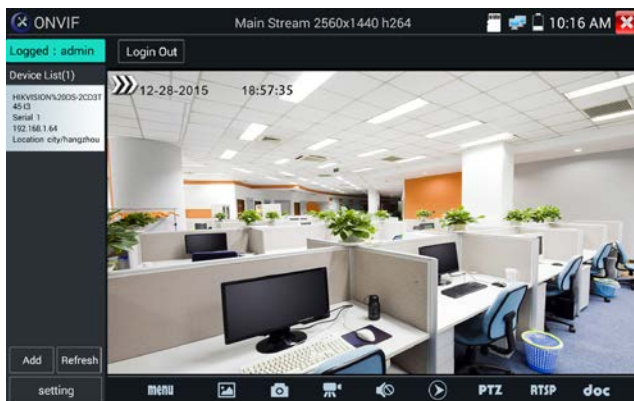 ONVIF
Main Stream 2560x1440 h264
10:16 AM
Logged : admin
Login Out
Device List(1)
HIKVISION%20DS-2CD3T
45-I3
Serial 1
192.168.1.64
Location city/hangzhou
12-28-2015 18:57:35
Add
Refresh
setting
menu
PTZ
RTSP
doc